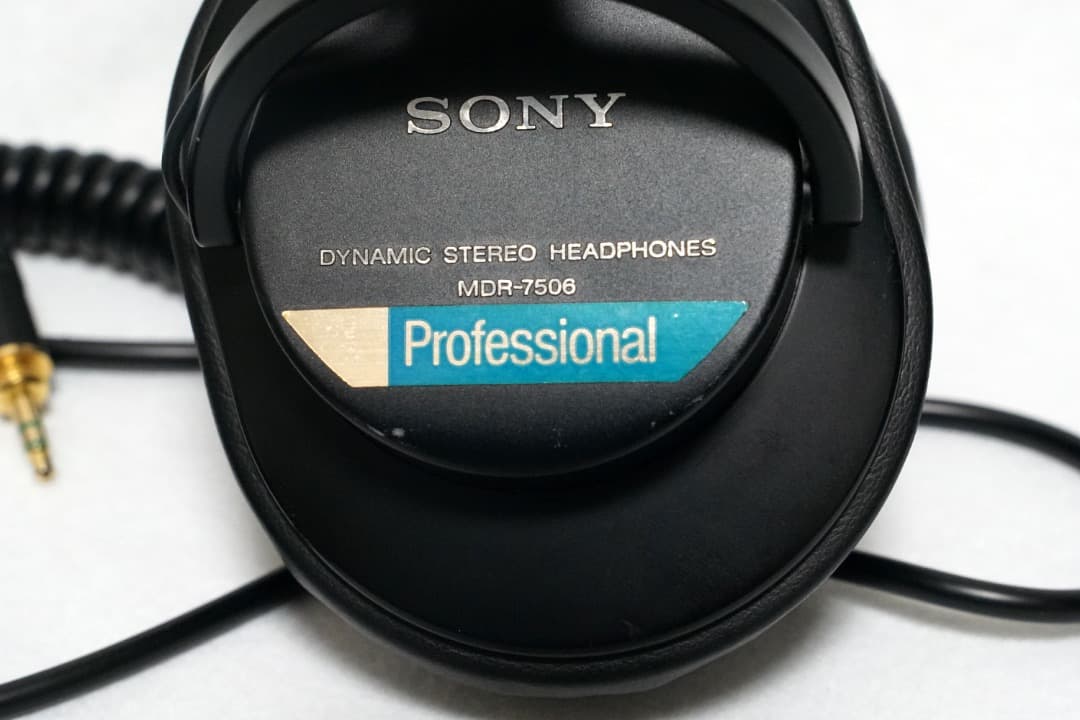 SONY
DYNAMIC STEREO HEADPHONES
MDR-7506
Professional